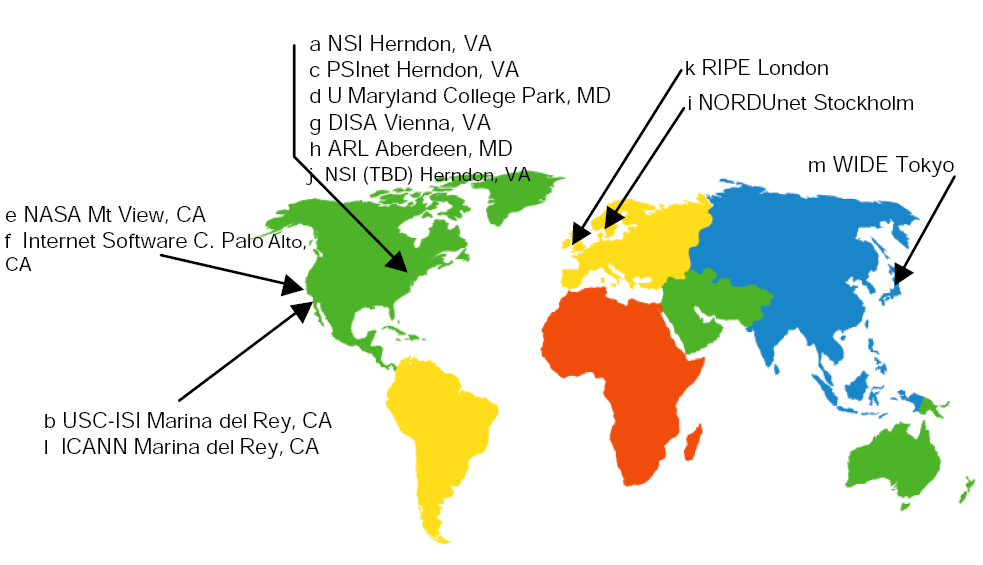 a NSI Herndon, VA
c PSInet Herndon, VA
d U Maryland College Park, MD
g DISA Vienna, VA
h ARL Aberdeen, MD
j NSI (TBD) Herndon, VA
k RIPE London
i NORDUnet Stockholm
m WIDE Tokyo
e NASA Mt View, CA
f Internet Software C. Palo Alto,
CA
b USC-ISI Marina del Rey, CA
l ICANN Marina del Rey, CA